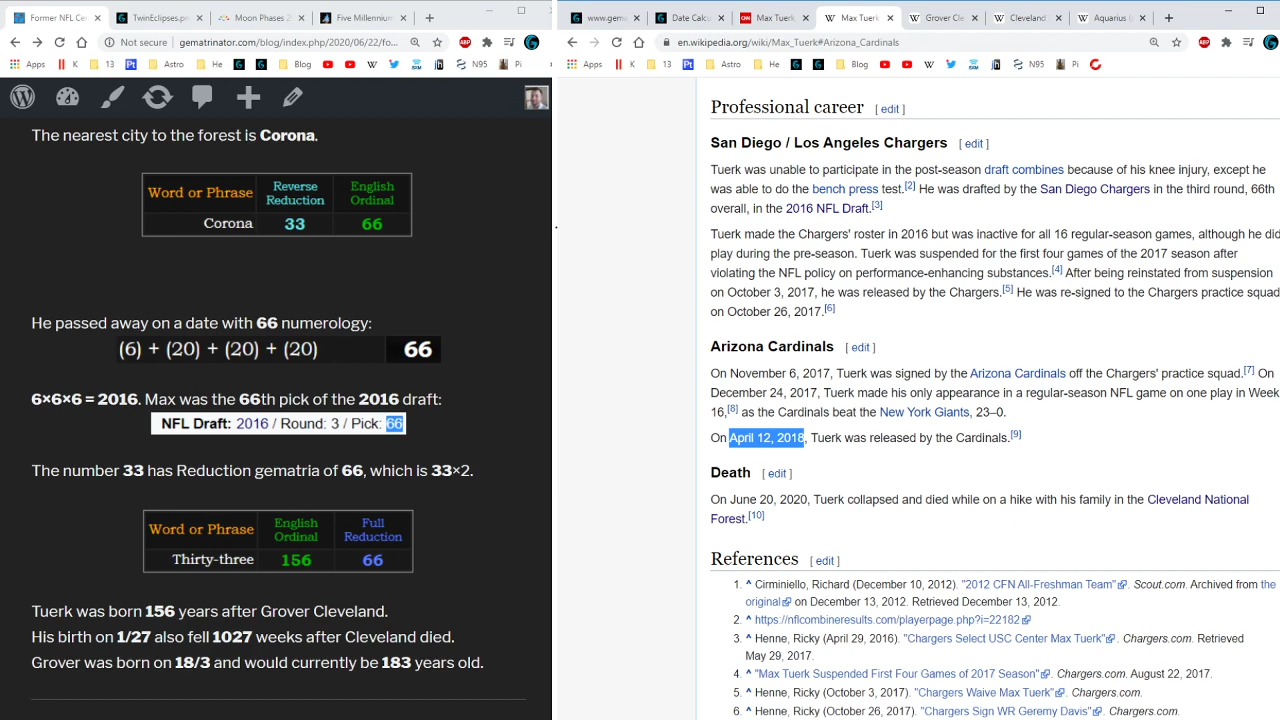 Former NFL Ce
TwinEclipses.p
Moon Phases 2
Five Millenniu
Not secure
gematrinator.com/blog/index.php/2020/06/22/fo...
Apps
K
13
Pt
Astro
He
Blog
N95
Pi
The nearest city to the forest is Corona.
Word or Phrase
Reverse Reduction
English Ordinal
Corona 33 66
He passed away on a date with 66 numerology:
(6) + (20) + (20) + (20) 66
6×6×6 = 2016. Max was the 66th pick of the 2016 draft:
NFL Draft: 2016 / Round: 3 / Pick: 66
The number 33 has Reduction gematria of 66, which is 33×2.
Word or Phrase
English Ordinal
Full Reduction
Thirty-three 156 66
Tuerk was born 156 years after Grover Cleveland.
His birth on 1/27 also fell 1027 weeks after Cleveland died.
Grover was born on 18/3 and would currently be 183 years old.
www.gema
Date Calcu
Max Tuerk
Max Tuerk
Grover Cle
Cleveland
Aquarius (
en.wikipedia.org/wiki/Max_Tuerk#Arizona_Cardinals
Apps
K
13
Pt
Astro
He
Blog
N95
Pi
Professional career [ edit ]
San Diego / Los Angeles Chargers [ edit ]
Tuerk was unable to participate in the post-season draft combines because of his knee injury, except he
was able to do the bench press test.[2] He was drafted by the San Diego Chargers in the third round, 66th
overall, in the 2016 NFL Draft.[3]
Tuerk made the Chargers' roster in 2016 but was inactive for all 16 regular-season games, although he did
play during the pre-season. Tuerk was suspended for the first four games of the 2017 season after
violating the NFL policy on performance-enhancing substances.[4] After being reinstated from suspension
on October 3, 2017, he was released by the Chargers.[5] He was re-signed to the Chargers practice squad
on October 26, 2017.[6]
Arizona Cardinals [ edit ]
On November 6, 2017, Tuerk was signed by the Arizona Cardinals off the Chargers' practice squad.[7] On
December 24, 2017, Tuerk made his only appearance in a regular-season NFL game on one play in Week
16,[8] as the Cardinals beat the New York Giants, 23–0.
On April 12, 2018, Tuerk was released by the Cardinals.[9]
Death [ edit ]
On June 20, 2020, Tuerk collapsed and died while on a hike with his family in the Cleveland National
Forest.[10]
References [ edit ]
1. ^ Cirminiello, Richard (December 10, 2012). "2012 CFN All-Freshman Team". Scout.com. Archived from the
original on December 13, 2012. Retrieved December 13, 2012.
2. ^ https://nflcombineresults.com/playerpage.php?i=22182
3. ^ Henne, Ricky (April 29, 2016). "Chargers Select USC Center Max Tuerk". Chargers.com. Retrieved
May 29, 2017.
4. ^ "Max Tuerk Suspended First Four Games of 2017 Season". Chargers.com. August 22, 2017.
5. ^ Henne, Ricky (October 3, 2017). "Chargers Waive Max Tuerk". Chargers.com.
6. ^ Henne, Ricky (October 26, 2017). "Chargers Sign WR Geremy Davis". Chargers.com.